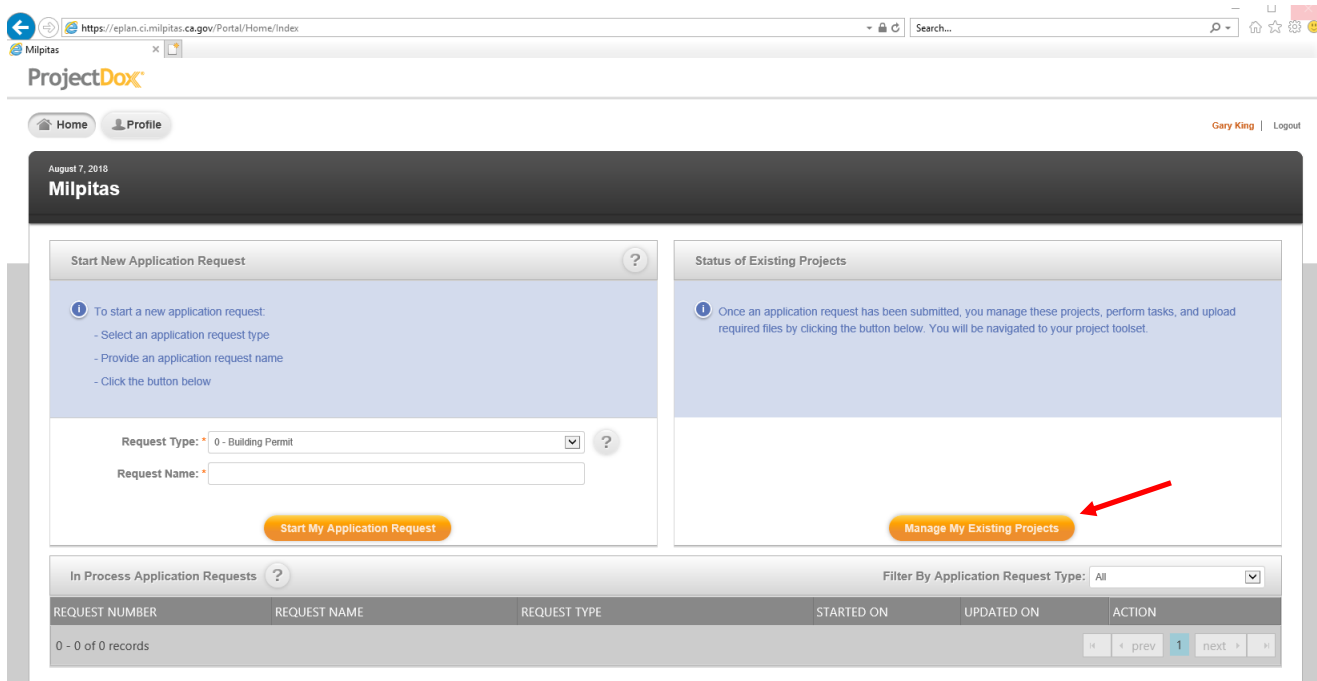 https://eplan.ci.milpitas.ca.gov/Portal/Home/Index
Search...
Milpitas
ProjectDox
Home
Profile
Gary King | Logout
August 7, 2018
Milpitas
Start New Application Request
?
To start a new application request:
- Select an application request type
- Provide an application request name
- Click the button below
Request Type: * 0 - Building Permit
?
Request Name: *
Start My Application Request
Status of Existing Projects
Once an application request has been submitted, you manage these projects, perform tasks, and upload
required files by clicking the button below. You will be navigated to your project toolset.
Manage My Existing Projects
In Process Application Requests ?
Filter By Application Request Type: All
REQUEST NUMBER REQUEST NAME REQUEST TYPE STARTED ON UPDATED ON ACTION
0 - 0 of 0 records
prev 1 next